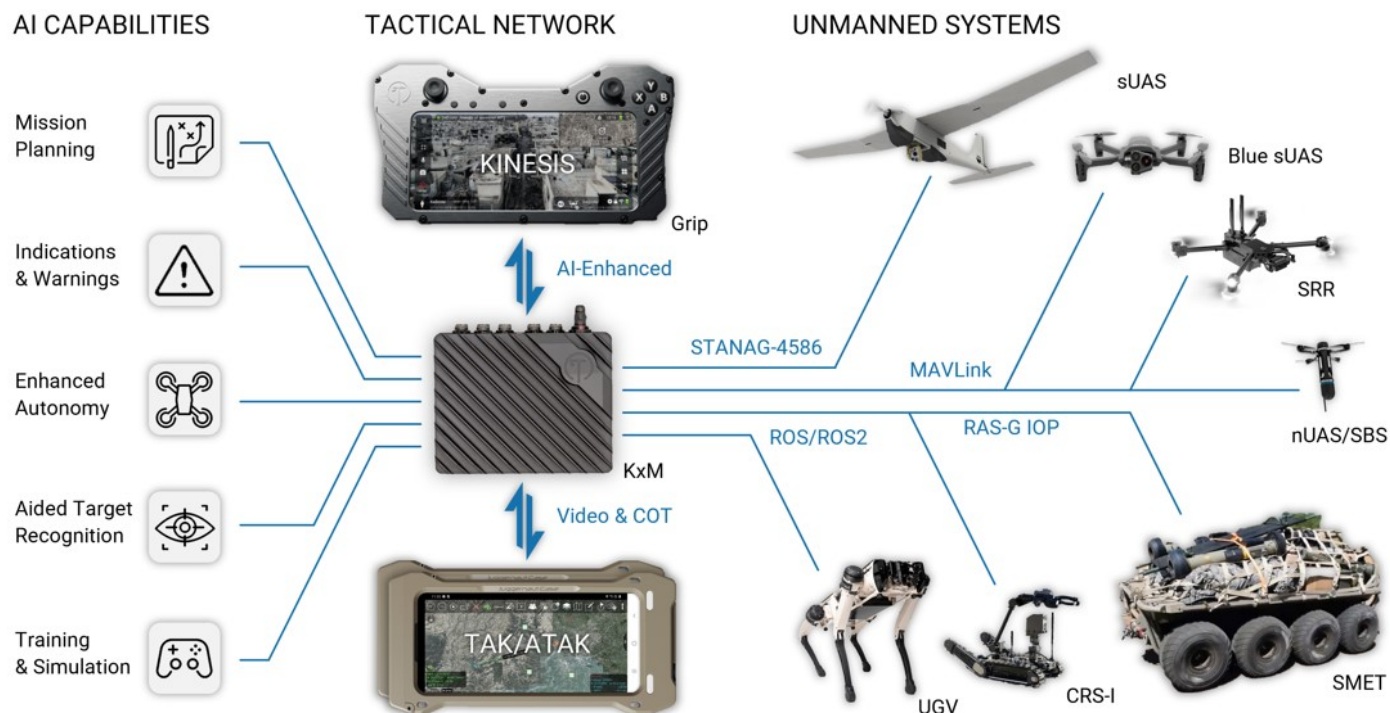 AI CAPABILITIES
TACTICAL NETWORK
UNMANNED SYSTEMS
Mission
Planning
Indications
& Warnings
Enhanced
Autonomy
Aided Target
Recognition
Training
& Simulation
KINESIS
Y
X
B
A
Grip
AI-Enhanced
KxM
Video & COT
TAK/ATAK
STANAG-4586
MAVLink
RAS-G IOP
ROS/ROS2
sUAS
Blue sUAS
SRR
nUAS/SBS
UGV
CRS-I
SMET